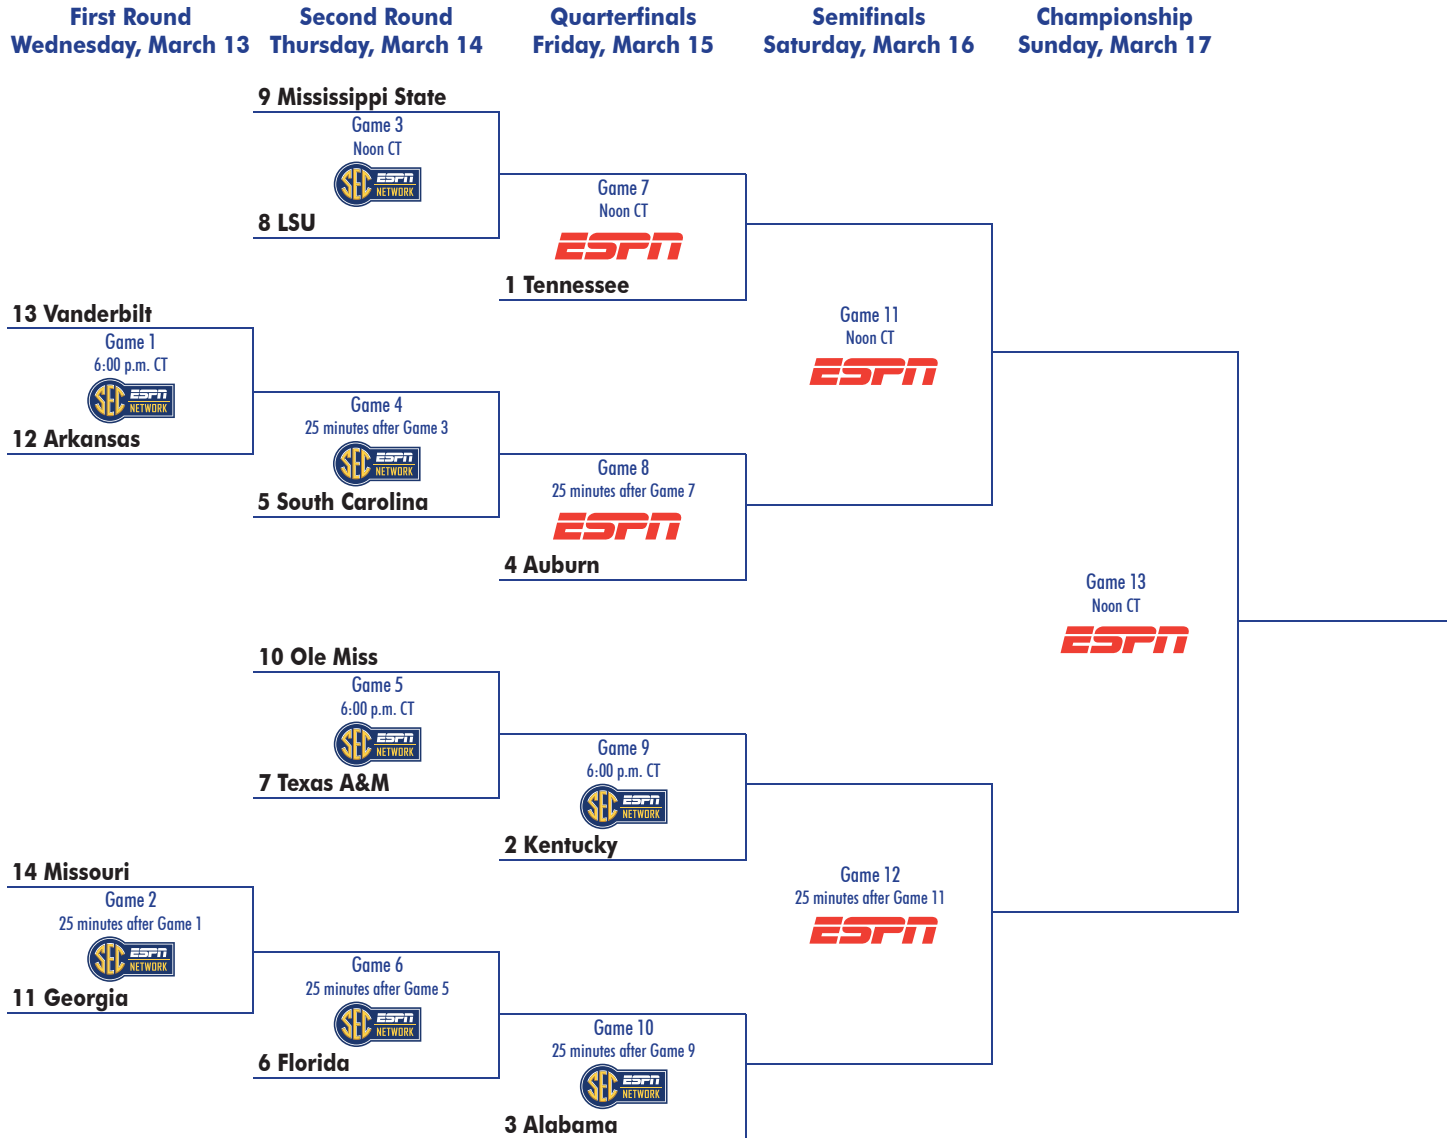 First Round
Wednesday, March 13
Second Round
Thursday, March 14
Quarterfinals
Friday, March 15
Semifinals
Saturday, March 16
Championship
Sunday, March 17
9 Mississippi State
Game 3
Noon CT
SEC ESPN NETWORK
8 LSU
Game 7
Noon CT
ESPN
1 Tennessee
13 Vanderbilt
Game 1
6:00 p.m. CT
SEC ESPN NETWORK
12 Arkansas
Game 4
25 minutes after Game 3
SEC ESPN NETWORK
5 South Carolina
Game 8
25 minutes after Game 7
ESPN
4 Auburn
Game 11
Noon CT
ESPN
Game 13
Noon CT
ESPN
10 Ole Miss
Game 5
6:00 p.m. CT
SEC ESPN NETWORK
7 Texas A&M
Game 9
6:00 p.m. CT
SEC ESPN NETWORK
2 Kentucky
14 Missouri
Game 2
25 minutes after Game 1
SEC ESPN NETWORK
11 Georgia
Game 6
25 minutes after Game 5
SEC ESPN NETWORK
6 Florida
Game 10
25 minutes after Game 9
SEC ESPN NETWORK
3 Alabama
Game 12
25 minutes after Game 11
ESPN